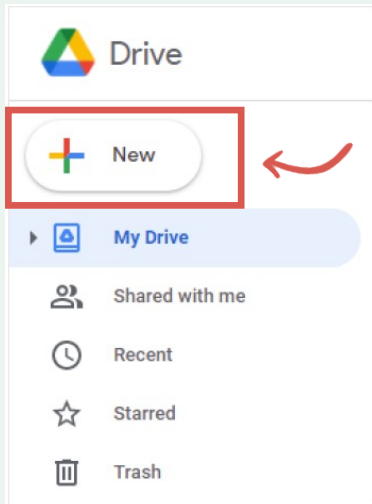 Drive
New
My Drive
Shared with me
Recent
Starred
Trash